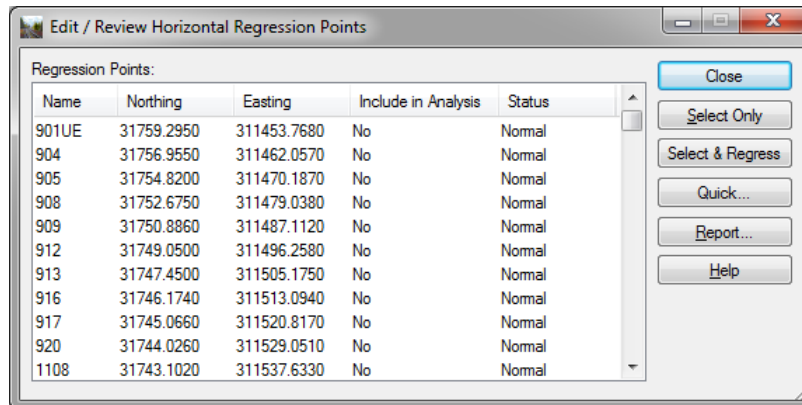 Edit / Review Horizontal Regression Points
Regression Points:
Name Northing Easting Include in Analysis Status
901UE 31759.2950 311453.7680 No Normal
904 31756.9550 311462.0570 No Normal
905 31754.8200 311470.1870 No Normal
908 31752.6750 311479.0380 No Normal
909 31750.8860 311487.1120 No Normal
912 31749.0500 311496.2580 No Normal
913 31747.4500 311505.1750 No Normal
916 31746.1740 311513.0940 No Normal
917 31745.0660 311520.8170 No Normal
920 31744.0260 311529.0510 No Normal
1108 31743.1020 311537.6330 No Normal
Close
Select Only
Select & Regress
Quick...
Report...
Help